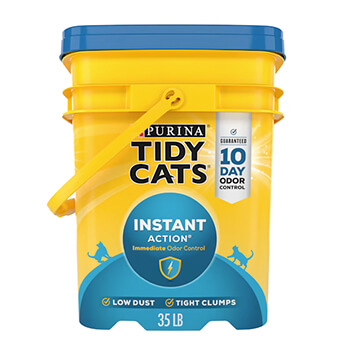 PURINA
TIDY
CATS®
GUARANTEED
10
DAY
ODOR
CONTROL
INSTANT
ACTION®
Immediate Odor Control
LOW DUST
TIGHT CLUMPS
35 LB